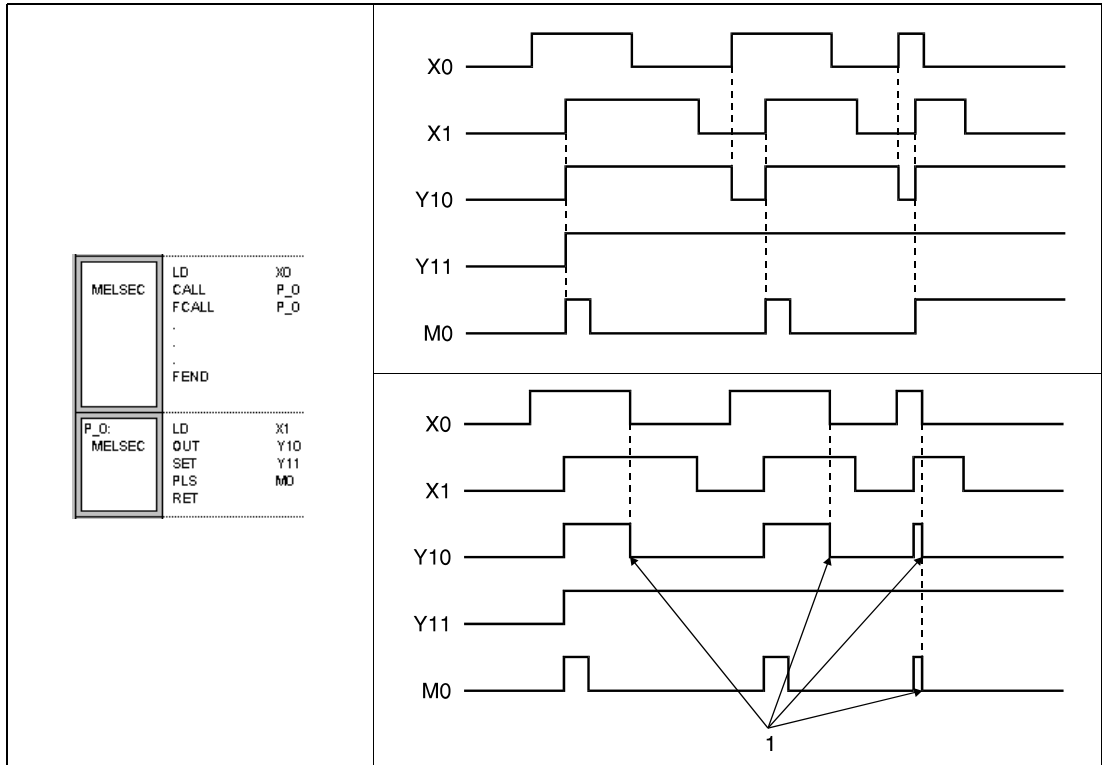 MELSEC
LD X0
CALL P_0
FCALL P_0
.
.
.
FEND
P_0:
MELSEC
LD X1
OUT Y10
SET Y11
PLS M0
RET
X0
X1
Y10
Y11
M0
X0
X1
Y10
Y11
M0
1